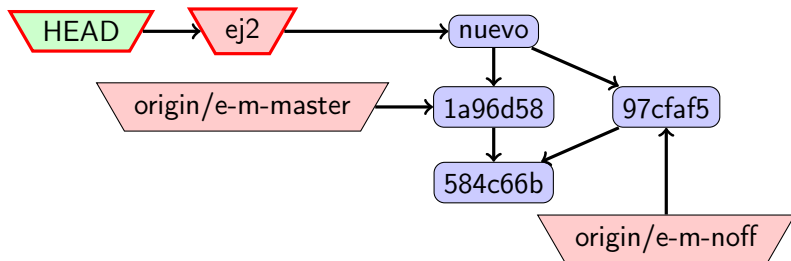 HEAD
ej2
nuevo
origin/e-m-master
1a96d58
97cfaf5
584c66b
origin/e-m-noff